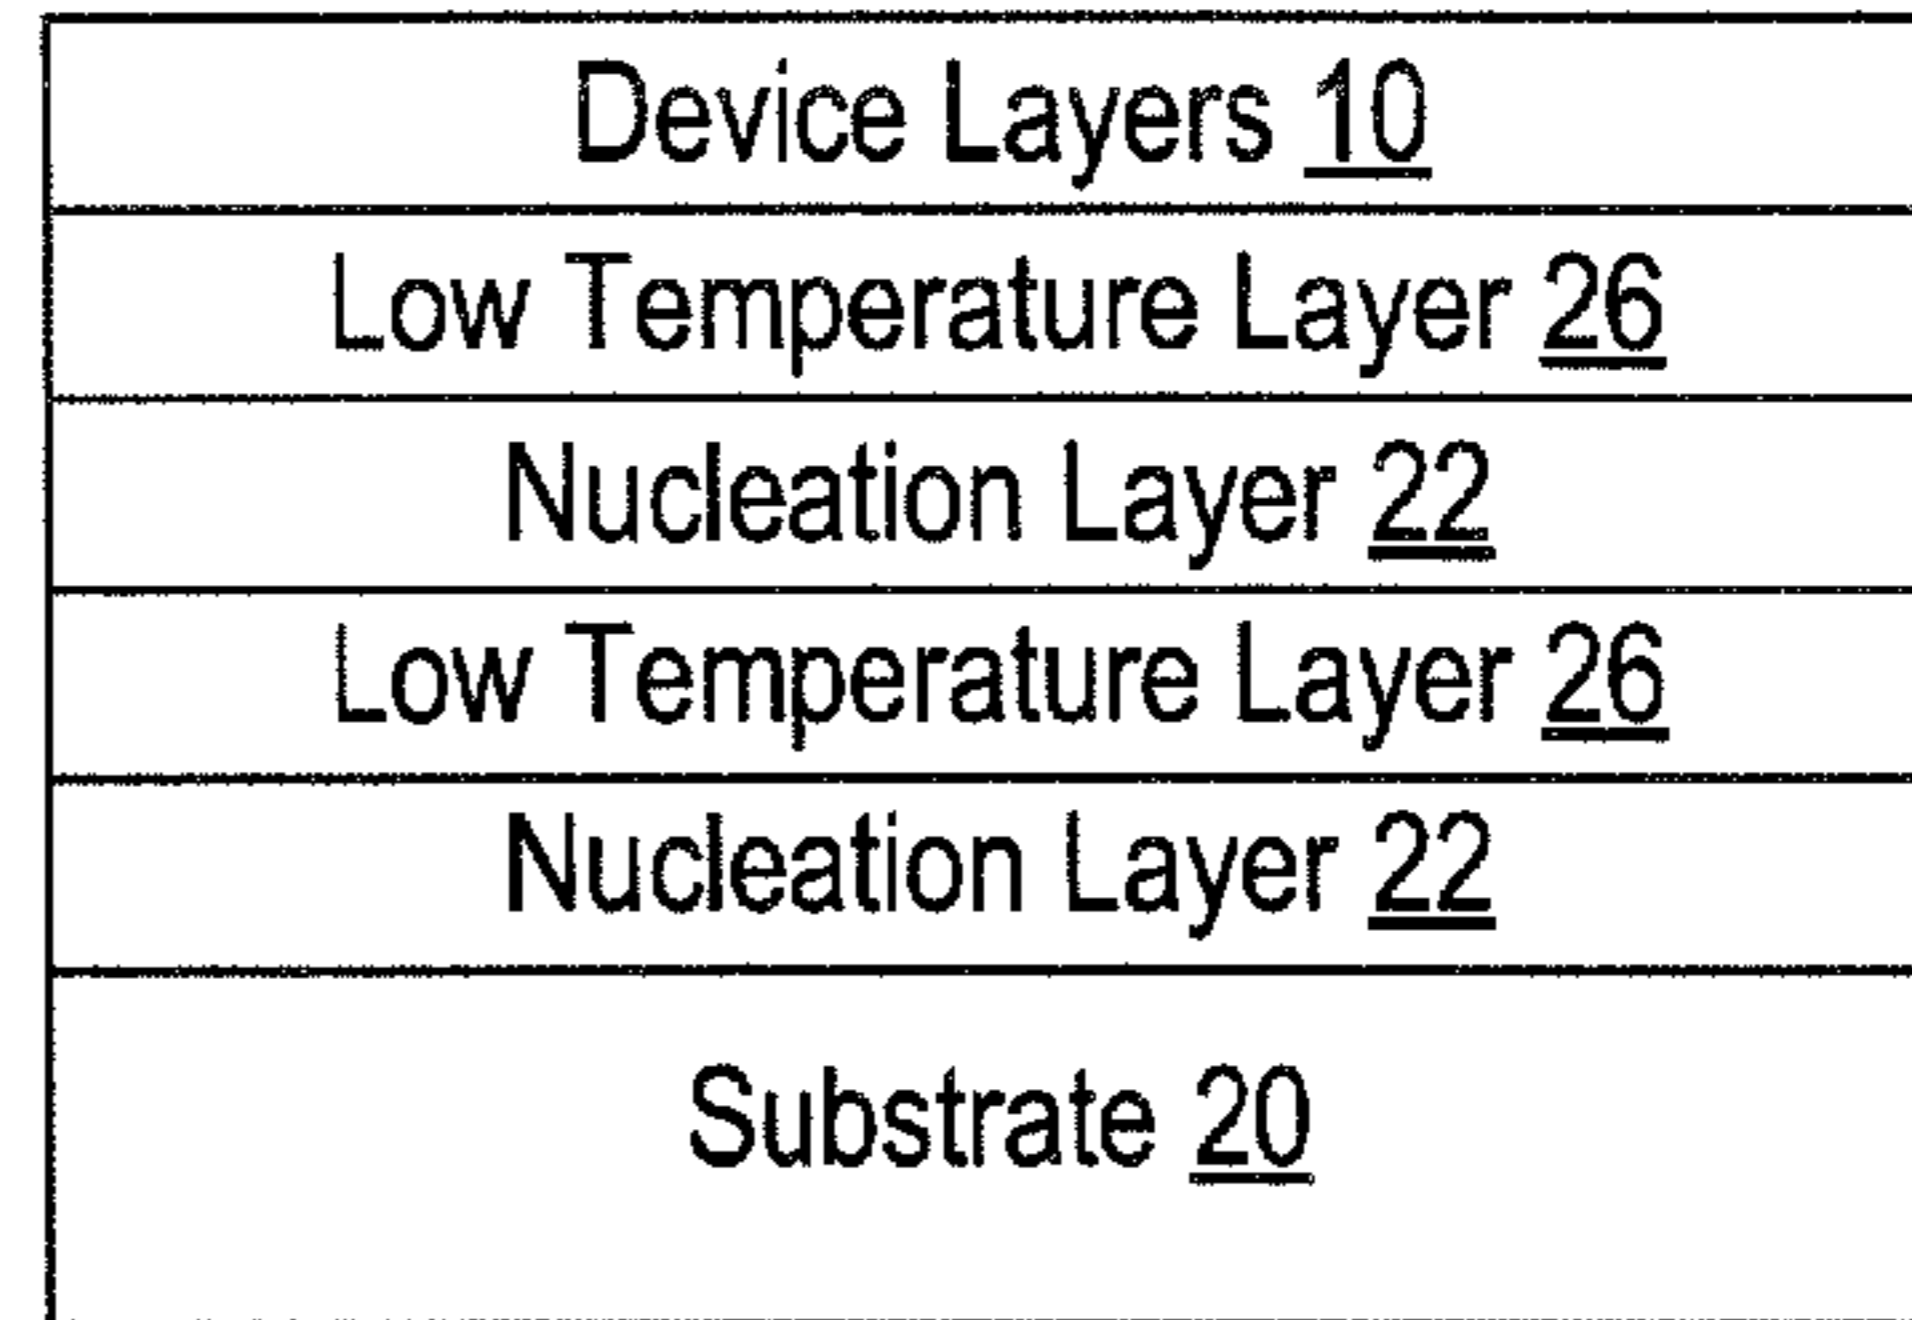 Device Layers 10
Low Temperature Layer 26
Nucleation Layer 22
Low Temperature Layer 26
Nucleation Layer 22
Substrate 20